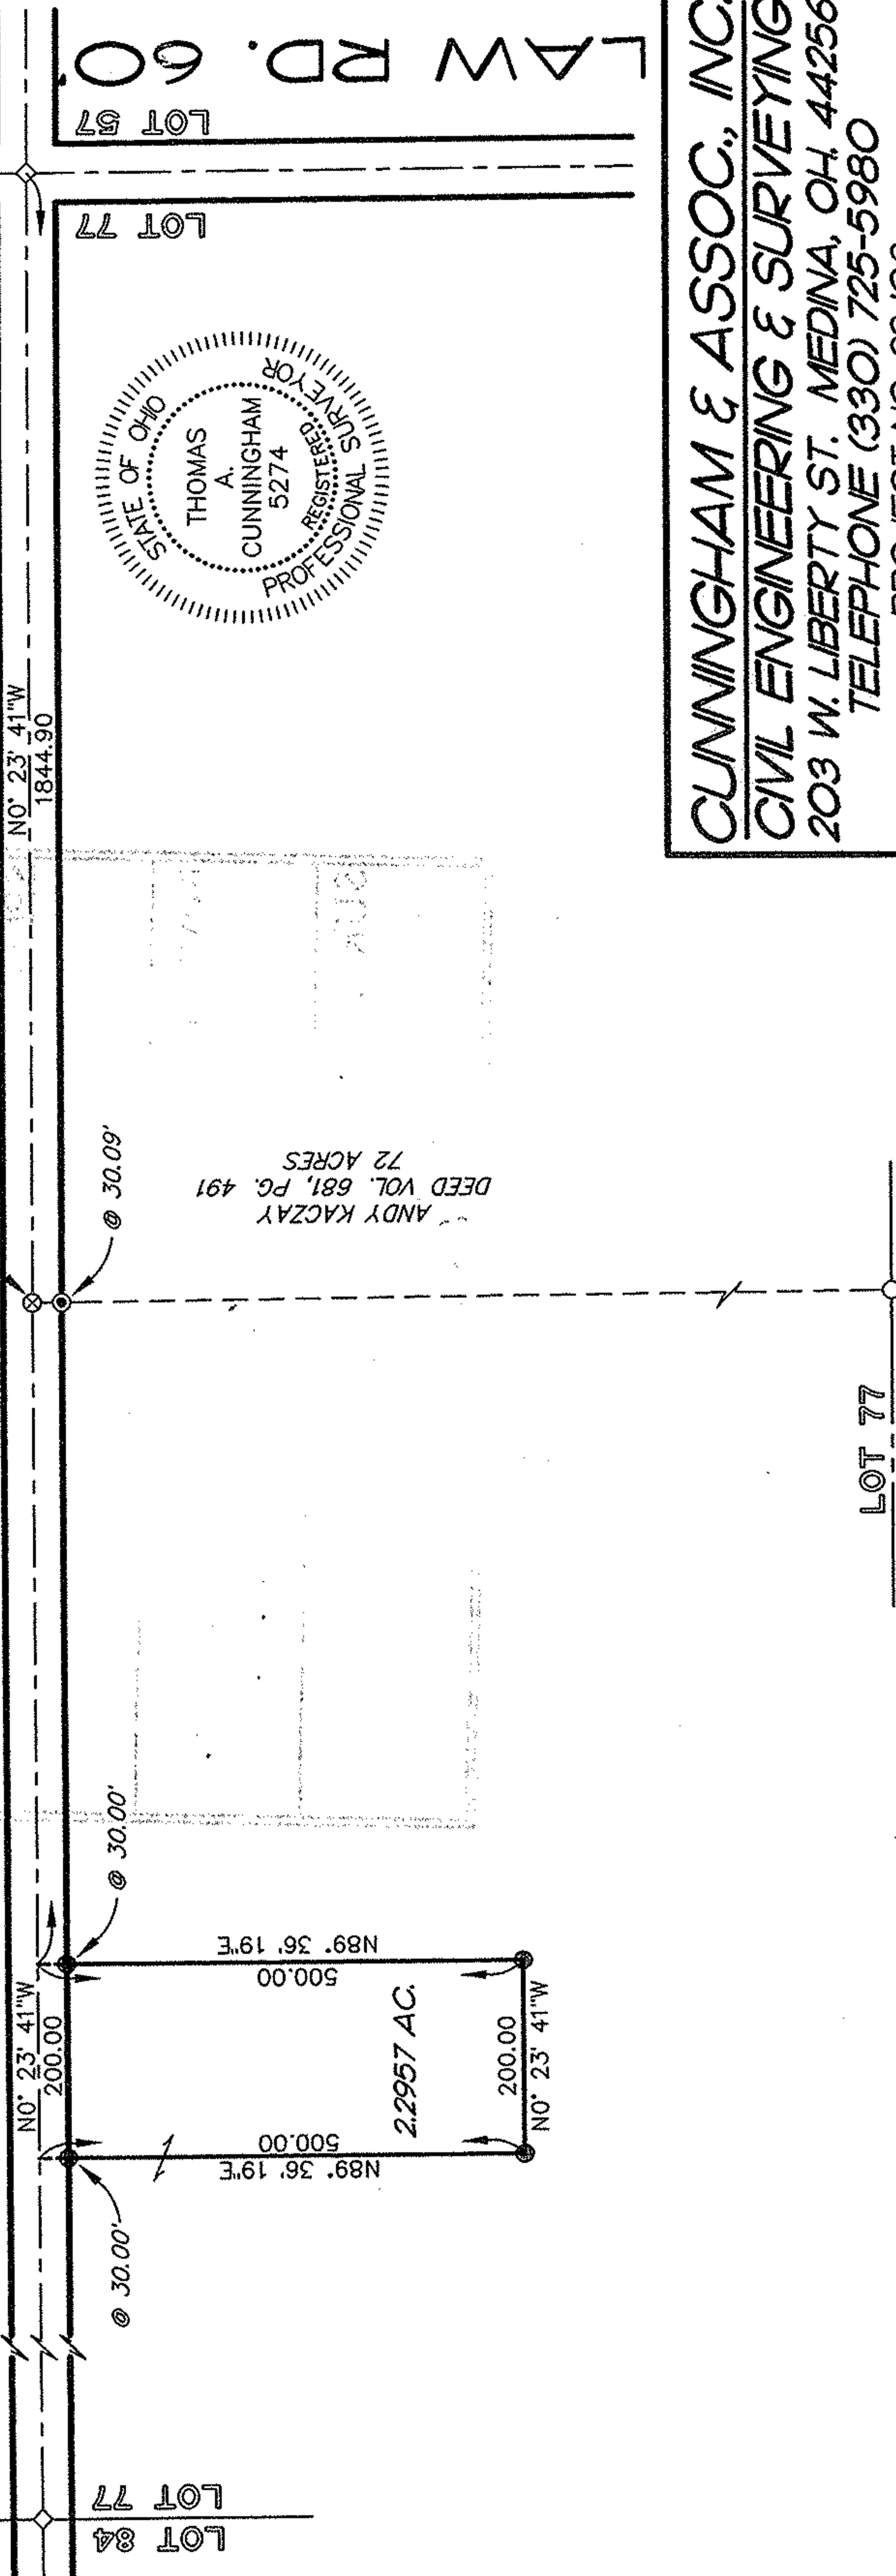 LAW RD. 60'
LOT 57
LOT 77
N0° 23' 41"W
1844.90
STATE OF OHIO
THOMAS
A.
CUNNINGHAM
5274
REGISTERED
PROFESSIONAL SURVEYOR
CUNNINGHAM & ASSOC., INC.
CIVIL ENGINEERING & SURVEYING
203 W. LIBERTY ST. MEDINA, OH. 44256
TELEPHONE (330) 725-5980
@ 30.09'
ANDY KACZAY
DEED VOL. 681, PG. 491
72 ACRES
LOT 77
@ 30.00'
N89° 36' 19"E
500.00
N0° 23' 41"W
200.00
2.2957 AC.
200.00
N0° 23' 41"W
500.00
N89° 36' 19"E
@ 30.00'
LOT 77
LOT 84